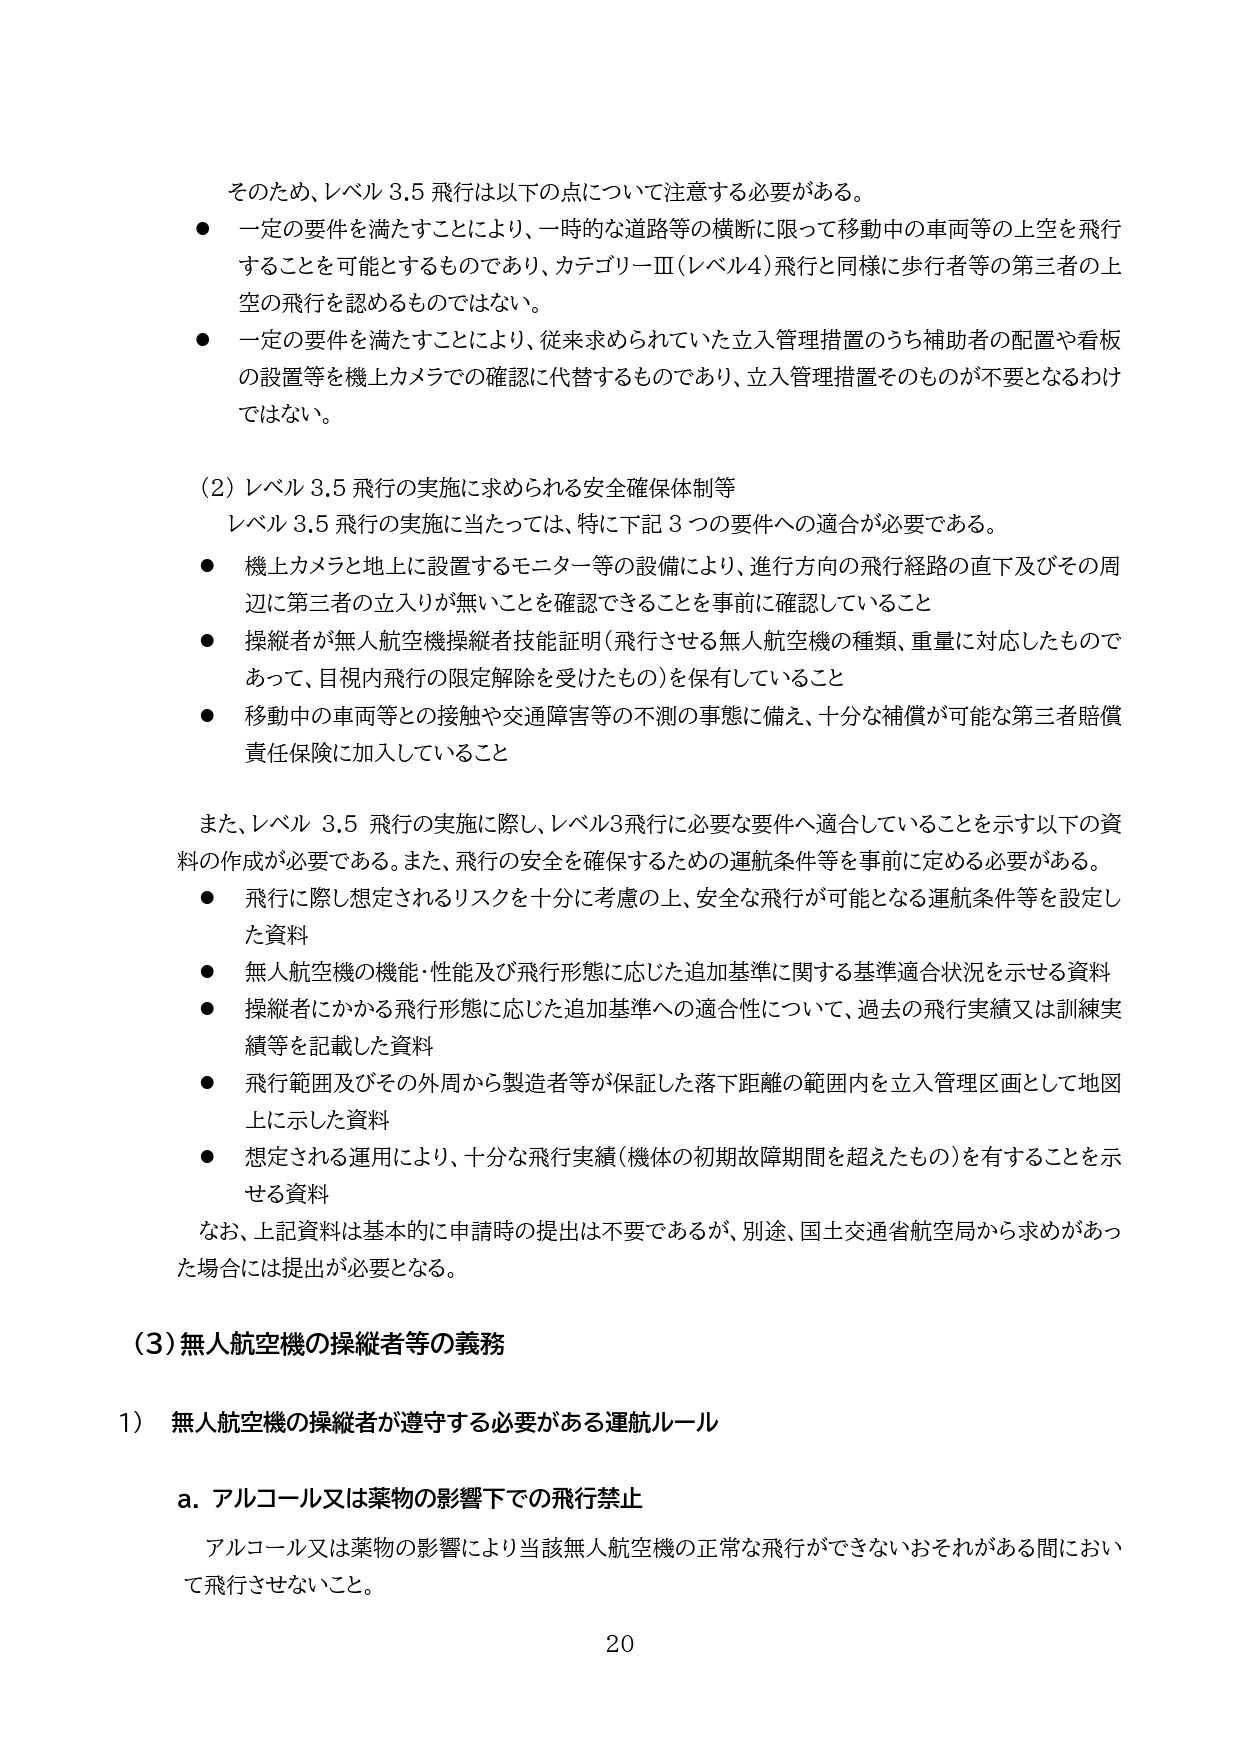 そのため、レベル 3.5 飛行は以下の点について注意する必要がある。
● 一定の要件を満たすことにより、一時的な道路等の横断に限って移動中の車両等の上空を飛行
することを可能とするものであり、カテゴリーⅢ（レベル４）飛行と同様に歩行者等の第三者の上
空の飛行を認めるものではない。
● 一定の要件を満たすことにより、従来求められていた立入管理措置のうち補助者の配置や看板
の設置等を機上カメラでの確認に代替するものであり、立入管理措置そのものが不要となるわけ
ではない。
（２） レベル 3.5 飛行の実施に求められる安全確保体制等
レベル 3.5 飛行の実施に当たっては、特に下記 3 つの要件への適合が必要である。
● 機上カメラと地上に設置するモニター等の設備により、進行方向の飛行経路の直下及びその周
辺に第三者の立入りが無いことを確認できることを事前に確認していること
● 操縦者が無人航空機操縦者技能証明（飛行させる無人航空機の種類、重量に対応したもので
あって、目視内飛行の限定解除を受けたもの）を保有していること
● 移動中の車両等との接触や交通障害等の不測の事態に備え、十分な補償が可能な第三者賠償
責任保険に加入していること
また、レベル 3.5 飛行の実施に際し、レベル３飛行に必要な要件へ適合していることを示す以下の資
料の作成が必要である。また、飛行の安全を確保するための運航条件等を事前に定める必要がある。
● 飛行に際し想定されるリスクを十分に考慮の上、安全な飛行が可能となる運航条件等を設定し
た資料
● 無人航空機の機能・性能及び飛行形態に応じた追加基準に関する基準適合状況を示せる資料
● 操縦者にかかる飛行形態に応じた追加基準への適合性について、過去の飛行実績又は訓練実
績等を記載した資料
● 飛行範囲及びその外周から製造者等が保証した落下距離の範囲内を立入管理区画として地図
上に示した資料
● 想定される運用により、十分な飛行実績（機体の初期故障期間を超えたもの）を有することを示
せる資料
なお、上記資料は基本的に申請時の提出は不要であるが、別途、国土交通省航空局から求めがあっ
た場合には提出が必要となる。
（３）無人航空機の操縦者等の義務
１） 無人航空機の操縦者が遵守する必要がある運航ルール
a. アルコール又は薬物の影響下での飛行禁止
アルコール又は薬物の影響により当該無人航空機の正常な飛行ができないおそれがある間におい
て飛行させないこと。
20